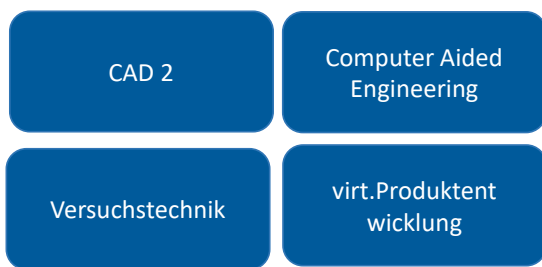 CAD 2
Computer Aided
Engineering
Versuchstechnik
virt.Produktent
wicklung